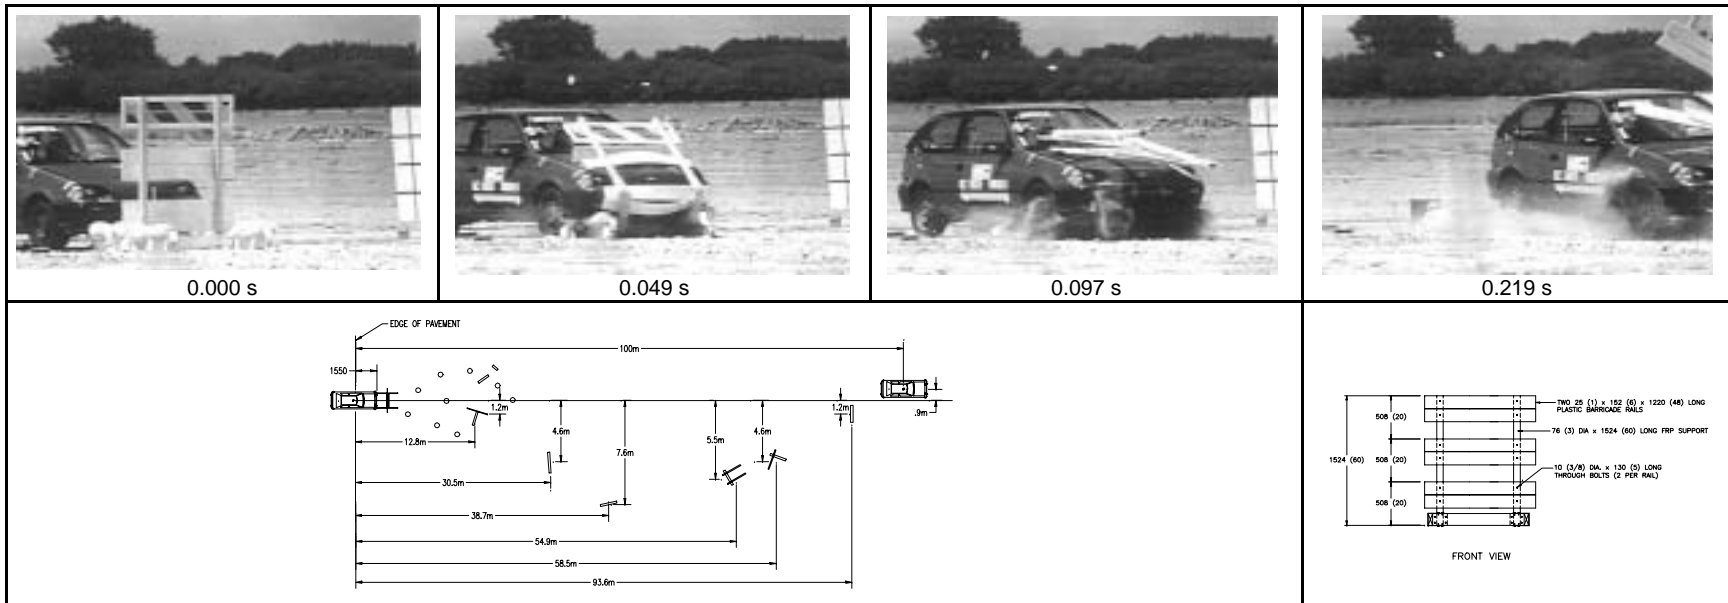 0.000 s
0.049 s
0.097 s
0.219 s
EDGE OF PAVEMENT
100m
1550
1.2m
1.2m
.9m
4.6m
5.5m
4.6m
7.6m
12.8m
30.5m
38.7m
54.9m
58.5m
93.6m
508 (20)
TWO 25 (1) x 152 (6) x 1220 (48) LONG
PLASTIC BARRICADE RAILS
76 (3) DIA x 1524 (60) LONG FRP SUPPORT
1524 (60)
508 (20)
10 (3/8) DIA. x 130 (5) LONG
THROUGH BOLTS (2 PER RAIL)
508 (20)
FRONT VIEW